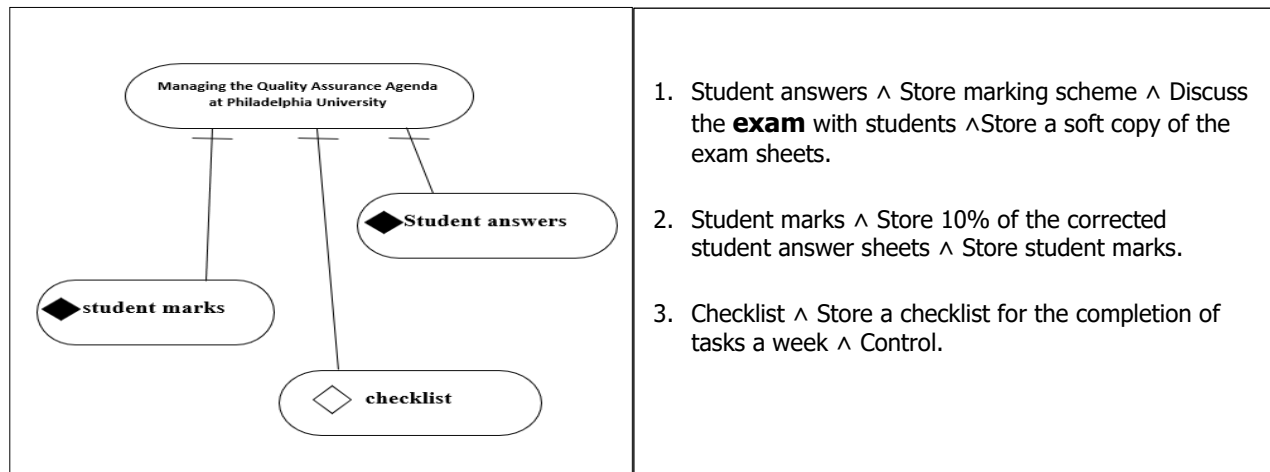 Managing the Quality Assurance Agenda
at Philadelphia University
Student answers
student marks
checklist
1. Student answers ∧ Store marking scheme ∧ Discuss
the exam with students ∧Store a soft copy of the
exam sheets.
2. Student marks ∧ Store 10% of the corrected
student answer sheets ∧ Store student marks.
3. Checklist ∧ Store a checklist for the completion of
tasks a week ∧ Control.